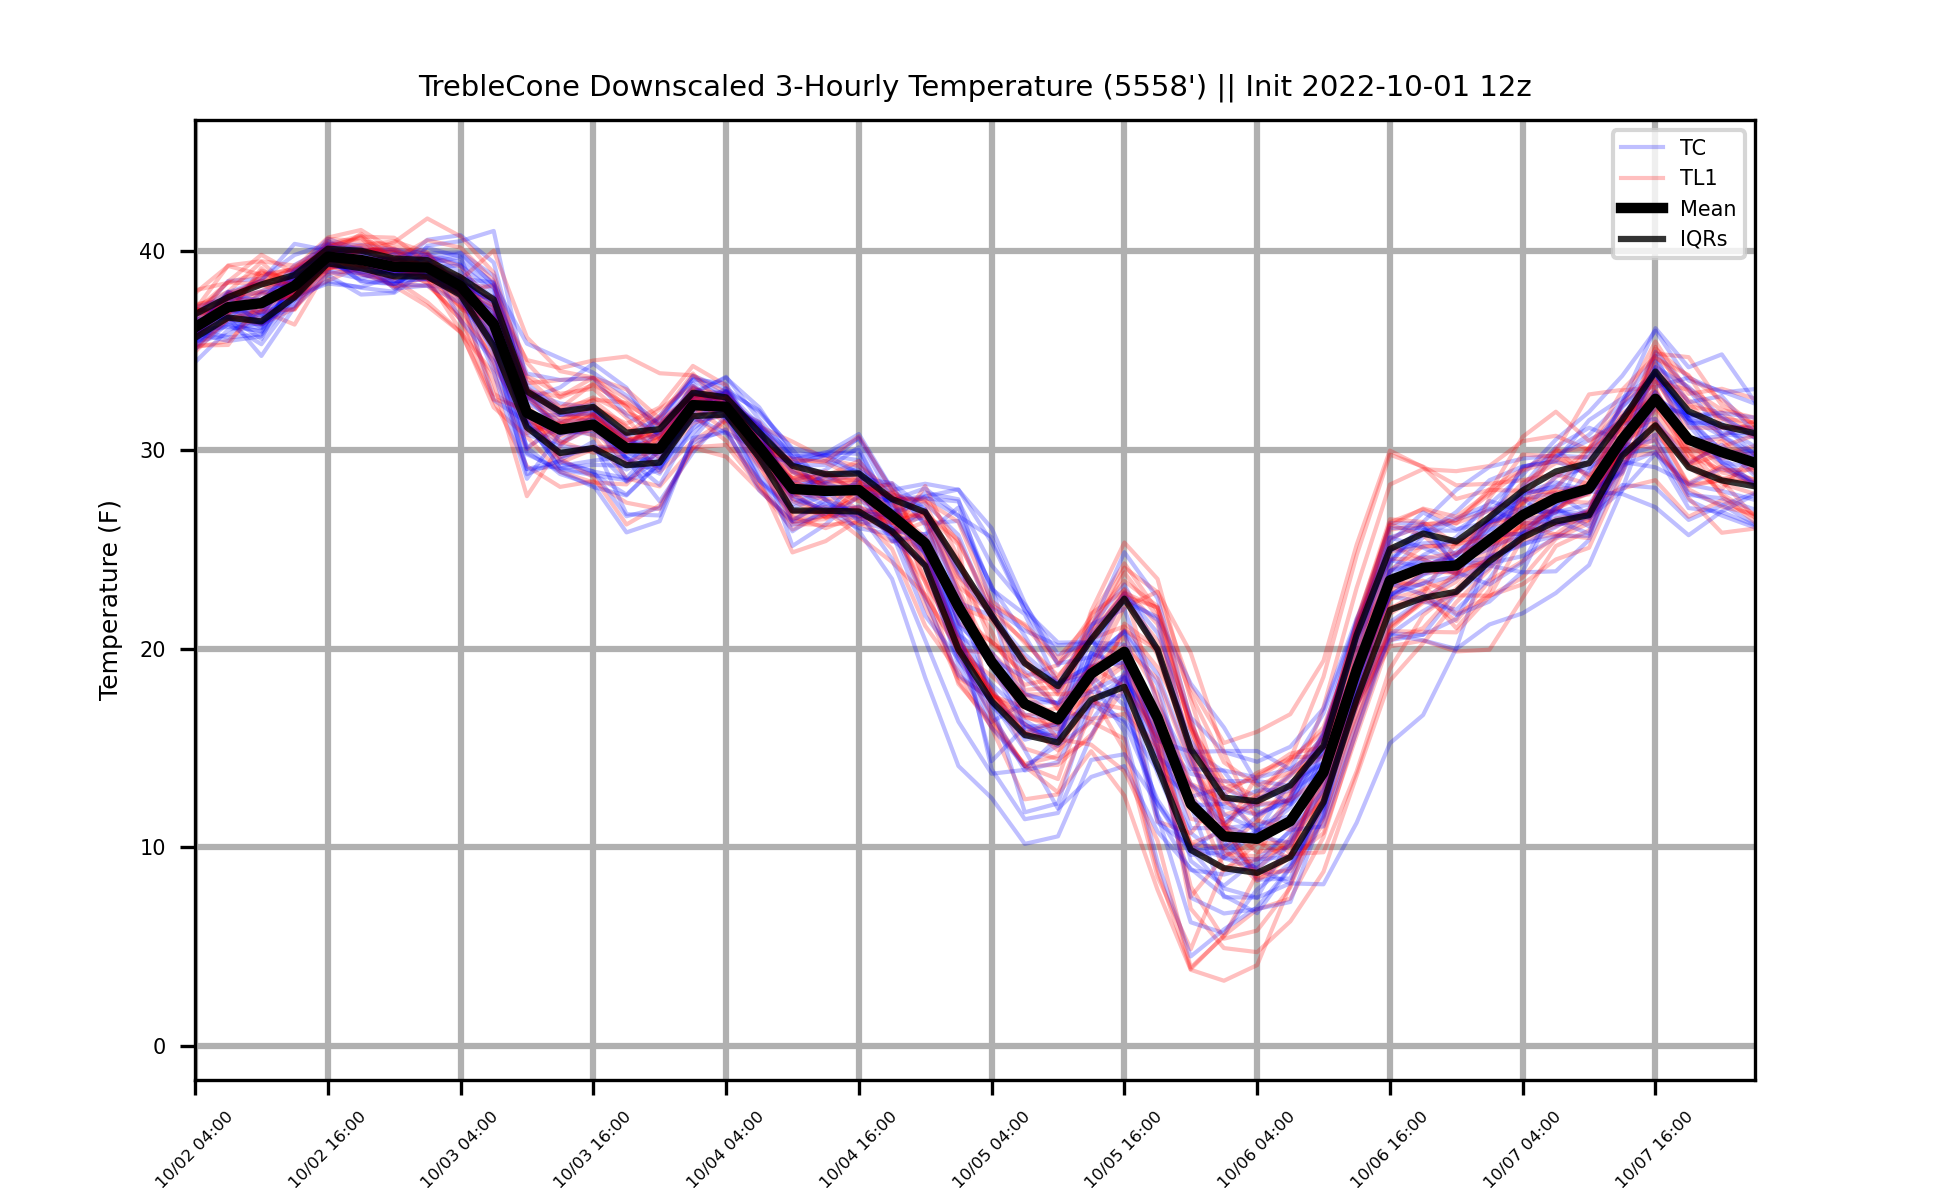 TrebleCone Downscaled 3-Hourly Temperature (5558') || Init 2022-10-01 12z
TC
TL1
Mean
IQRs
Temperature (F)
40
30
20
10
0
10/02 04:00
10/02 16:00
10/03 04:00
10/03 16:00
10/04 04:00
10/04 16:00
10/05 04:00
10/05 16:00
10/06 04:00
10/06 16:00
10/07 04:00
10/07 16:00